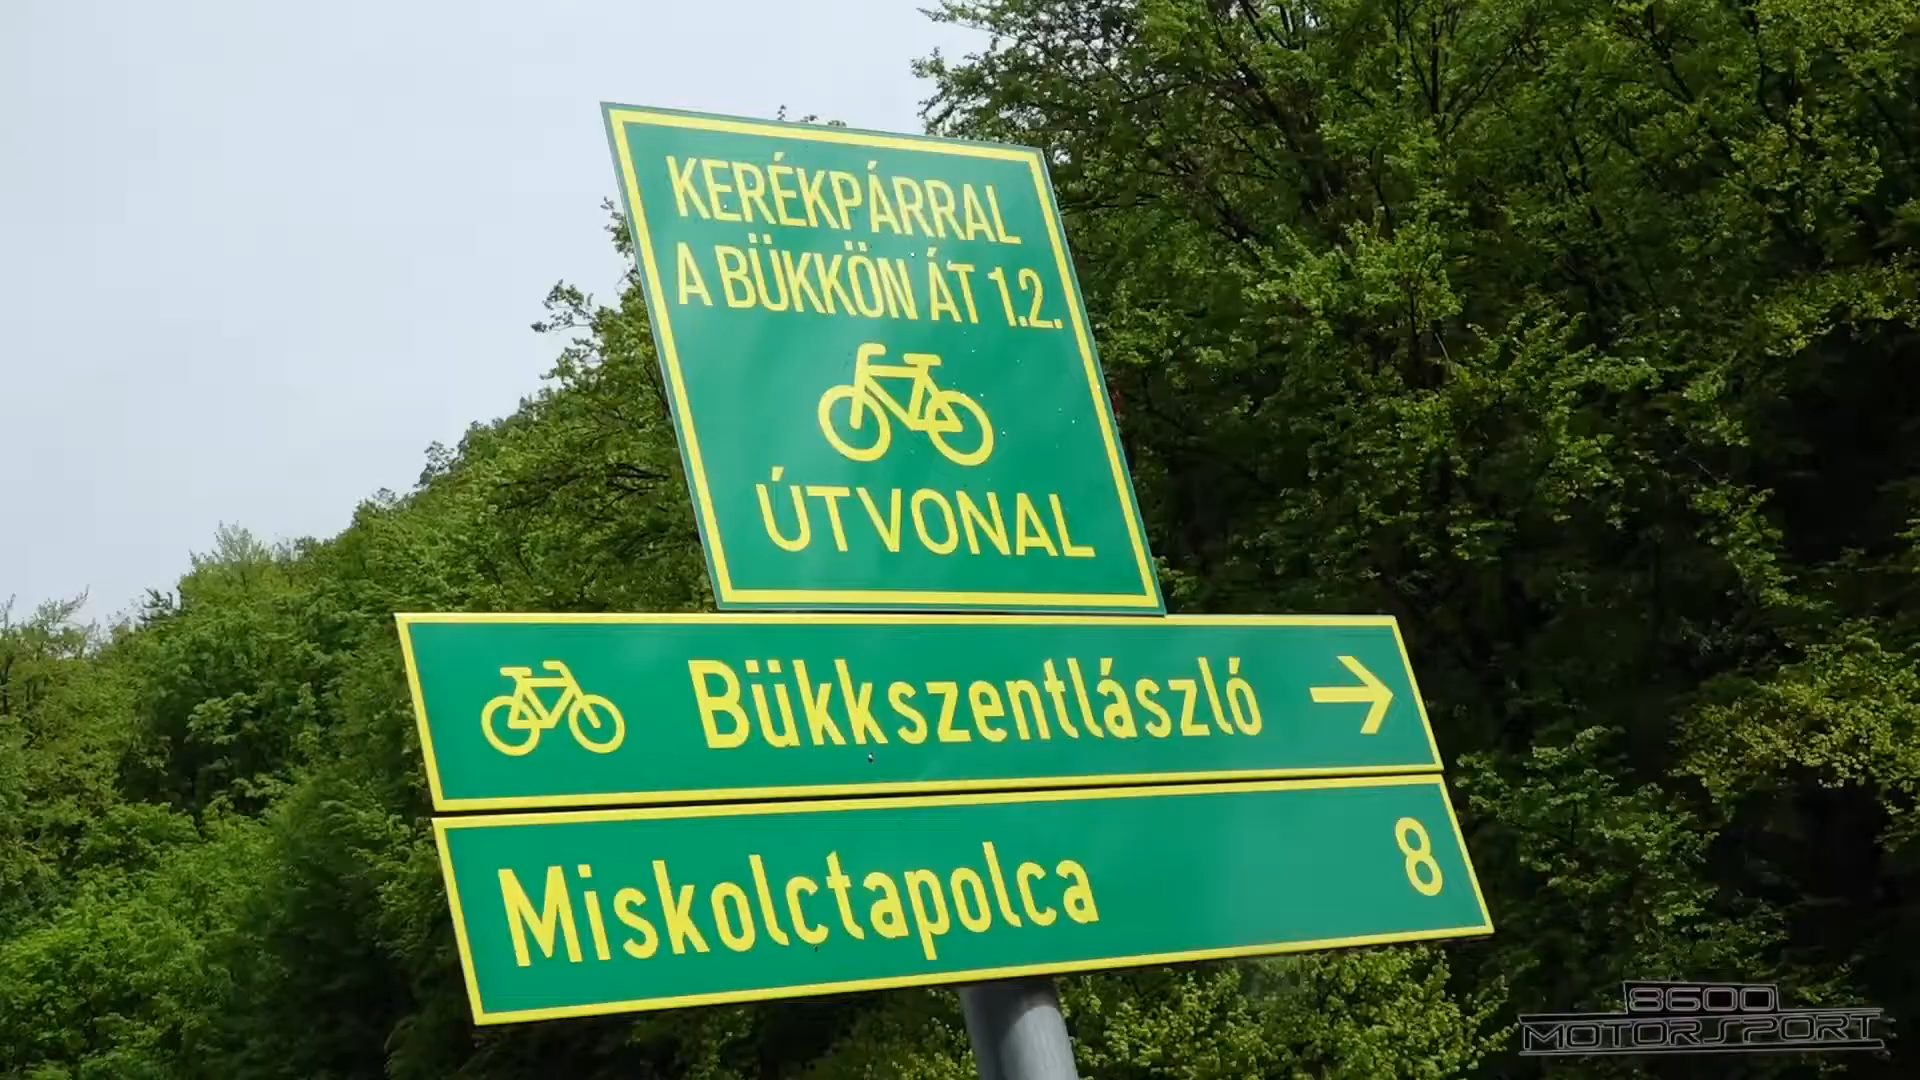 KERÉKPÁRRAL
A BÜKKÖN ÁT 1.2.
ÚTVONAL
Bükkszentlászló
Miskolctapolca 8
8600
MOTORSPORT